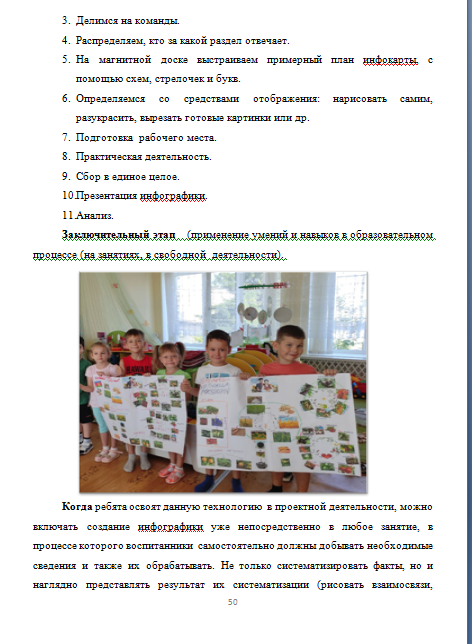 3. Делимся на команды.
4. Распределяем, кто за какой раздел отвечает.
5. На магнитной доске выстраиваем примерный план инфокарты, с
помощью схем, стрелочек и букв.
6. Определяемся со средствами отображения: нарисовать самим,
разукрасить, вырезать готовые картинки или др.
7. Подготовка рабочего места.
8. Практическая деятельность.
9. Сбор в единое целое.
10.Презентация инфографики.
11.Анализ.
Заключительный этап (применение умений и навыков в образовательном
процессе (на занятиях, в свободной деятельности).
Когда ребята освоят данную технологию в проектной деятельности, можно
включать создание инфографики уже непосредственно в любое занятие, в
процессе которого воспитанники самостоятельно должны добывать необходимые
сведения и также их обрабатывать. Не только систематизировать факты, но и
наглядно представлять результат их систематизации (рисовать взаимосвязи,
50